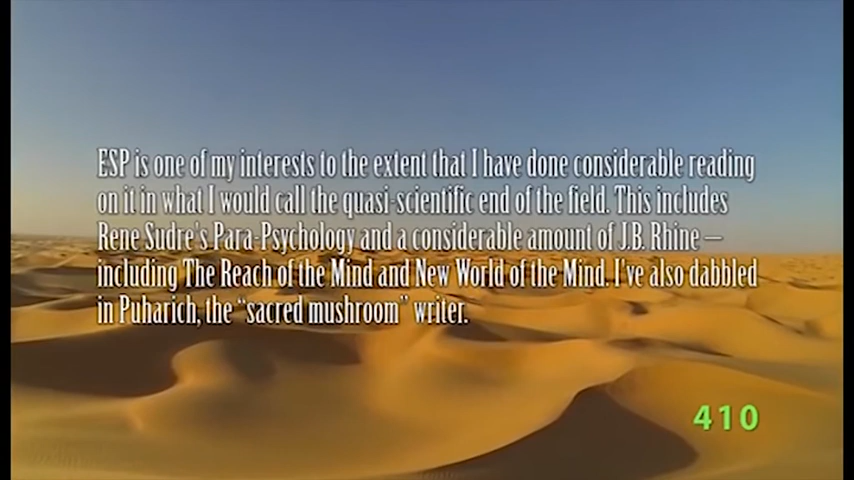 ESP is one of my interests to the extent that I have done considerable reading
on it in what I would call the quasi-scientific end of the field. This includes
Rene Sudre's Para-Psychology and a considerable amount of J.B. Rhine –
including The Reach of the Mind and New World of the Mind. I've also dabbled
in Puharich, the “sacred mushroom” writer.
410